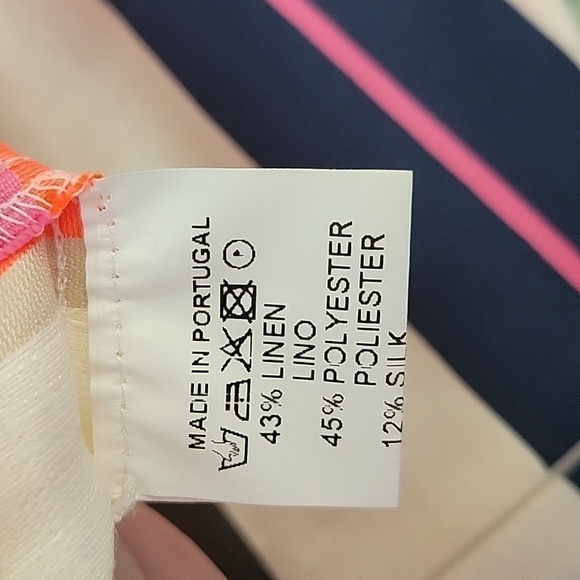 MADE IN PORTUGAL
43% LINEN
LINO
45% POLYESTER
POLIESTER
12% SILK